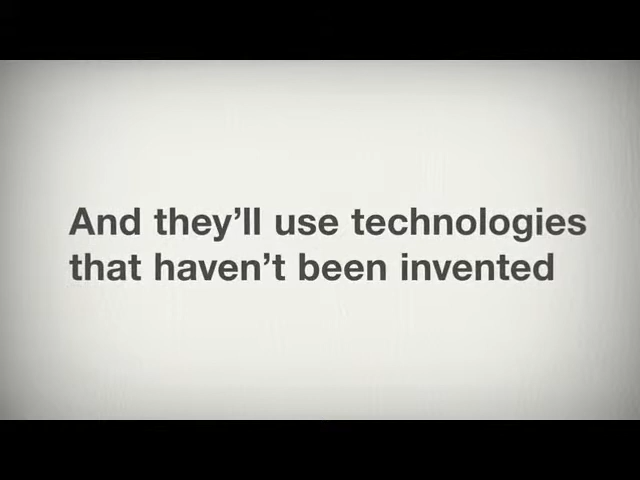 And they’ll use technologies
that haven’t been invented